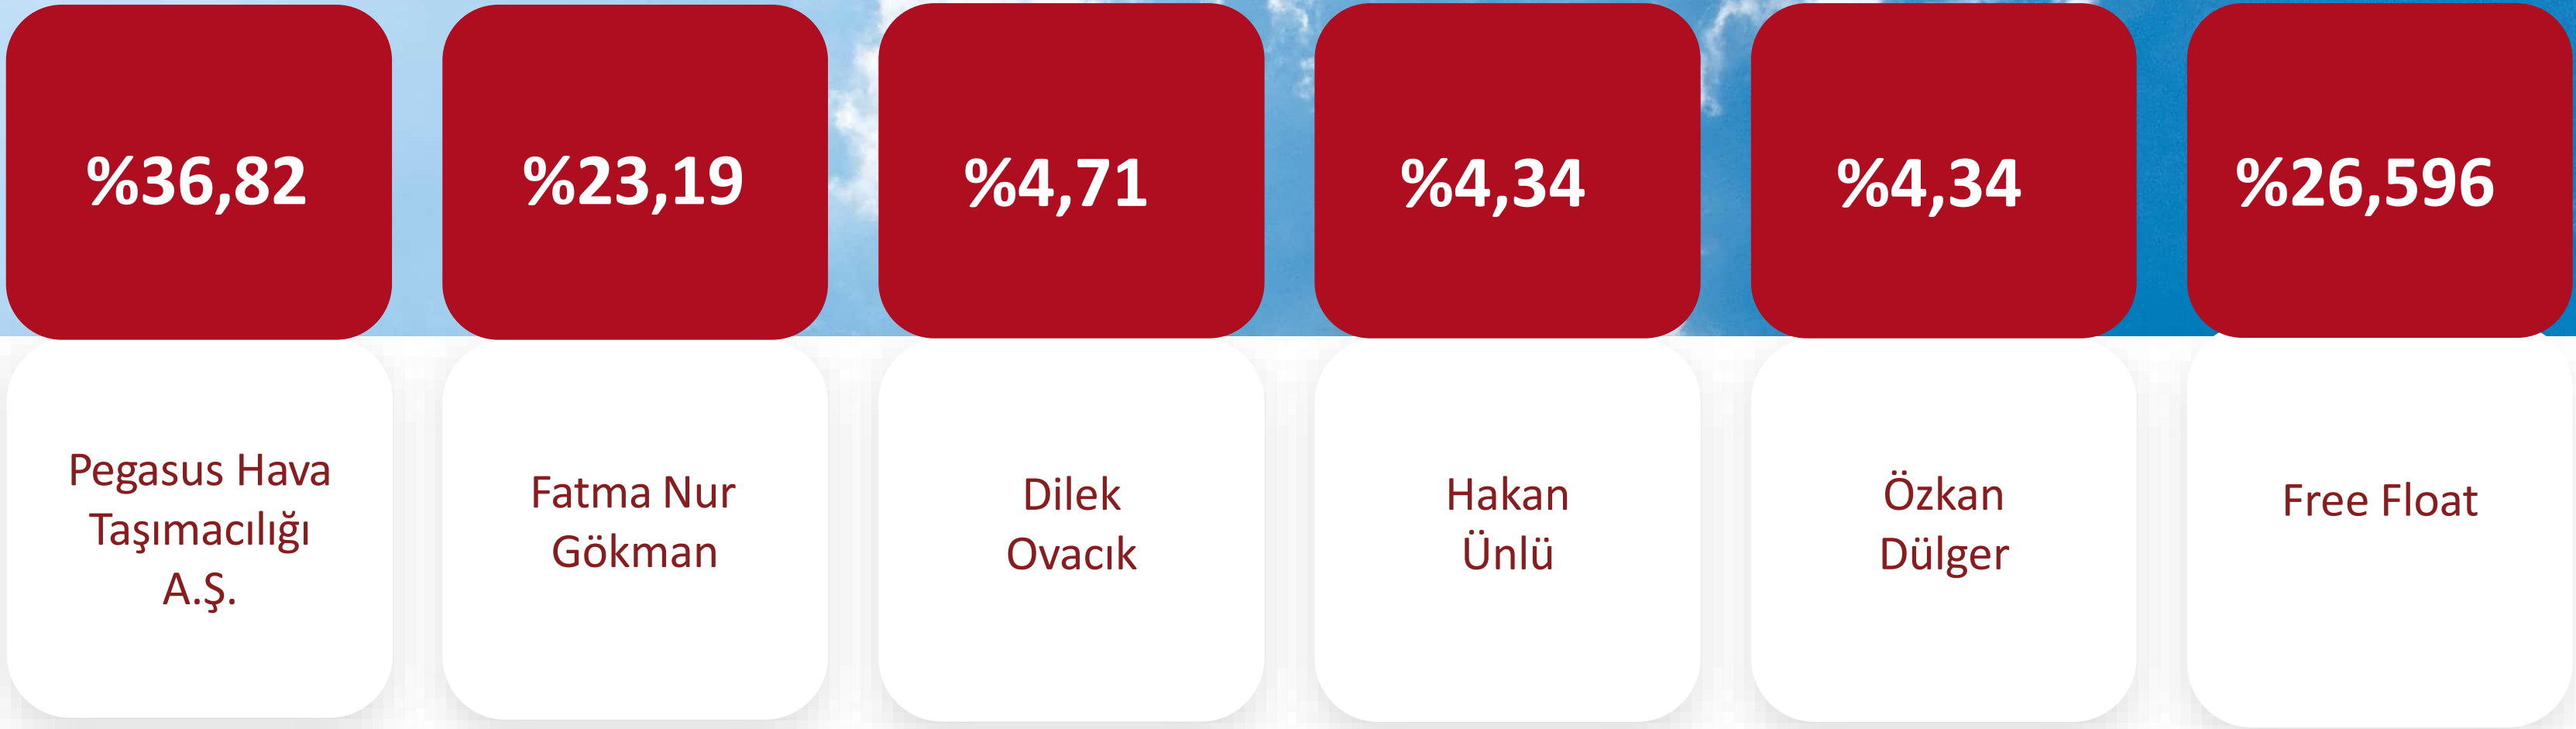 %36,82
Pegasus Hava
Taşımacılığı
A.Ş.
%23,19
Fatma Nur
Gökman
%4,71
Dilek
Ovacık
%4,34
Hakan
Ünlü
%4,34
Özkan
Dülger
%26,596
Free Float